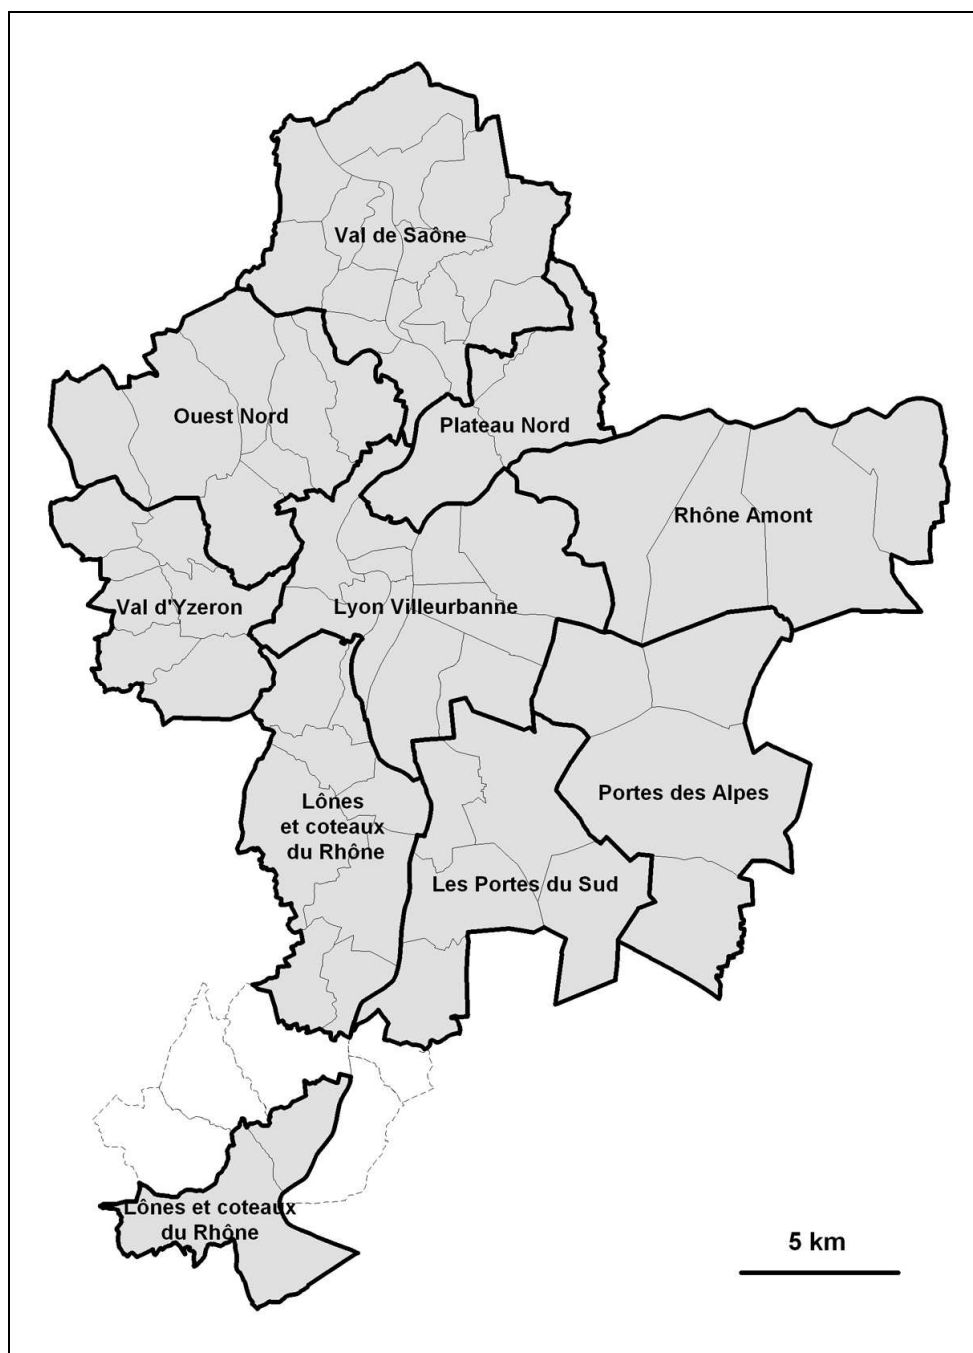 Val de Saône
Ouest Nord
Plateau Nord
Rhône Amont
Val d'Yzeron
Lyon Villeurbanne
Portes des Alpes
Lônes
et coteaux
du Rhône
Les Portes du Sud
Lônes et coteaux
du Rhône
5 km